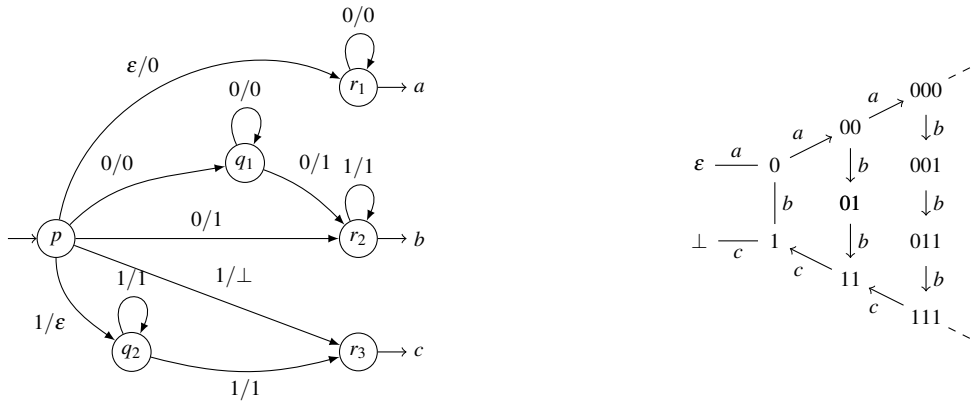 0/0
ε/0
r₁ a
0/0
0/0
q₁
0/1
1/1
0/1
p
r₂ b
1/⊥
1/1
1/ε
q₂
r₃ c
1/1
000
a
00
b
a
ε a 0
b
001
b
01
b
⊥ c 1
b
011
c
11
b
c
111